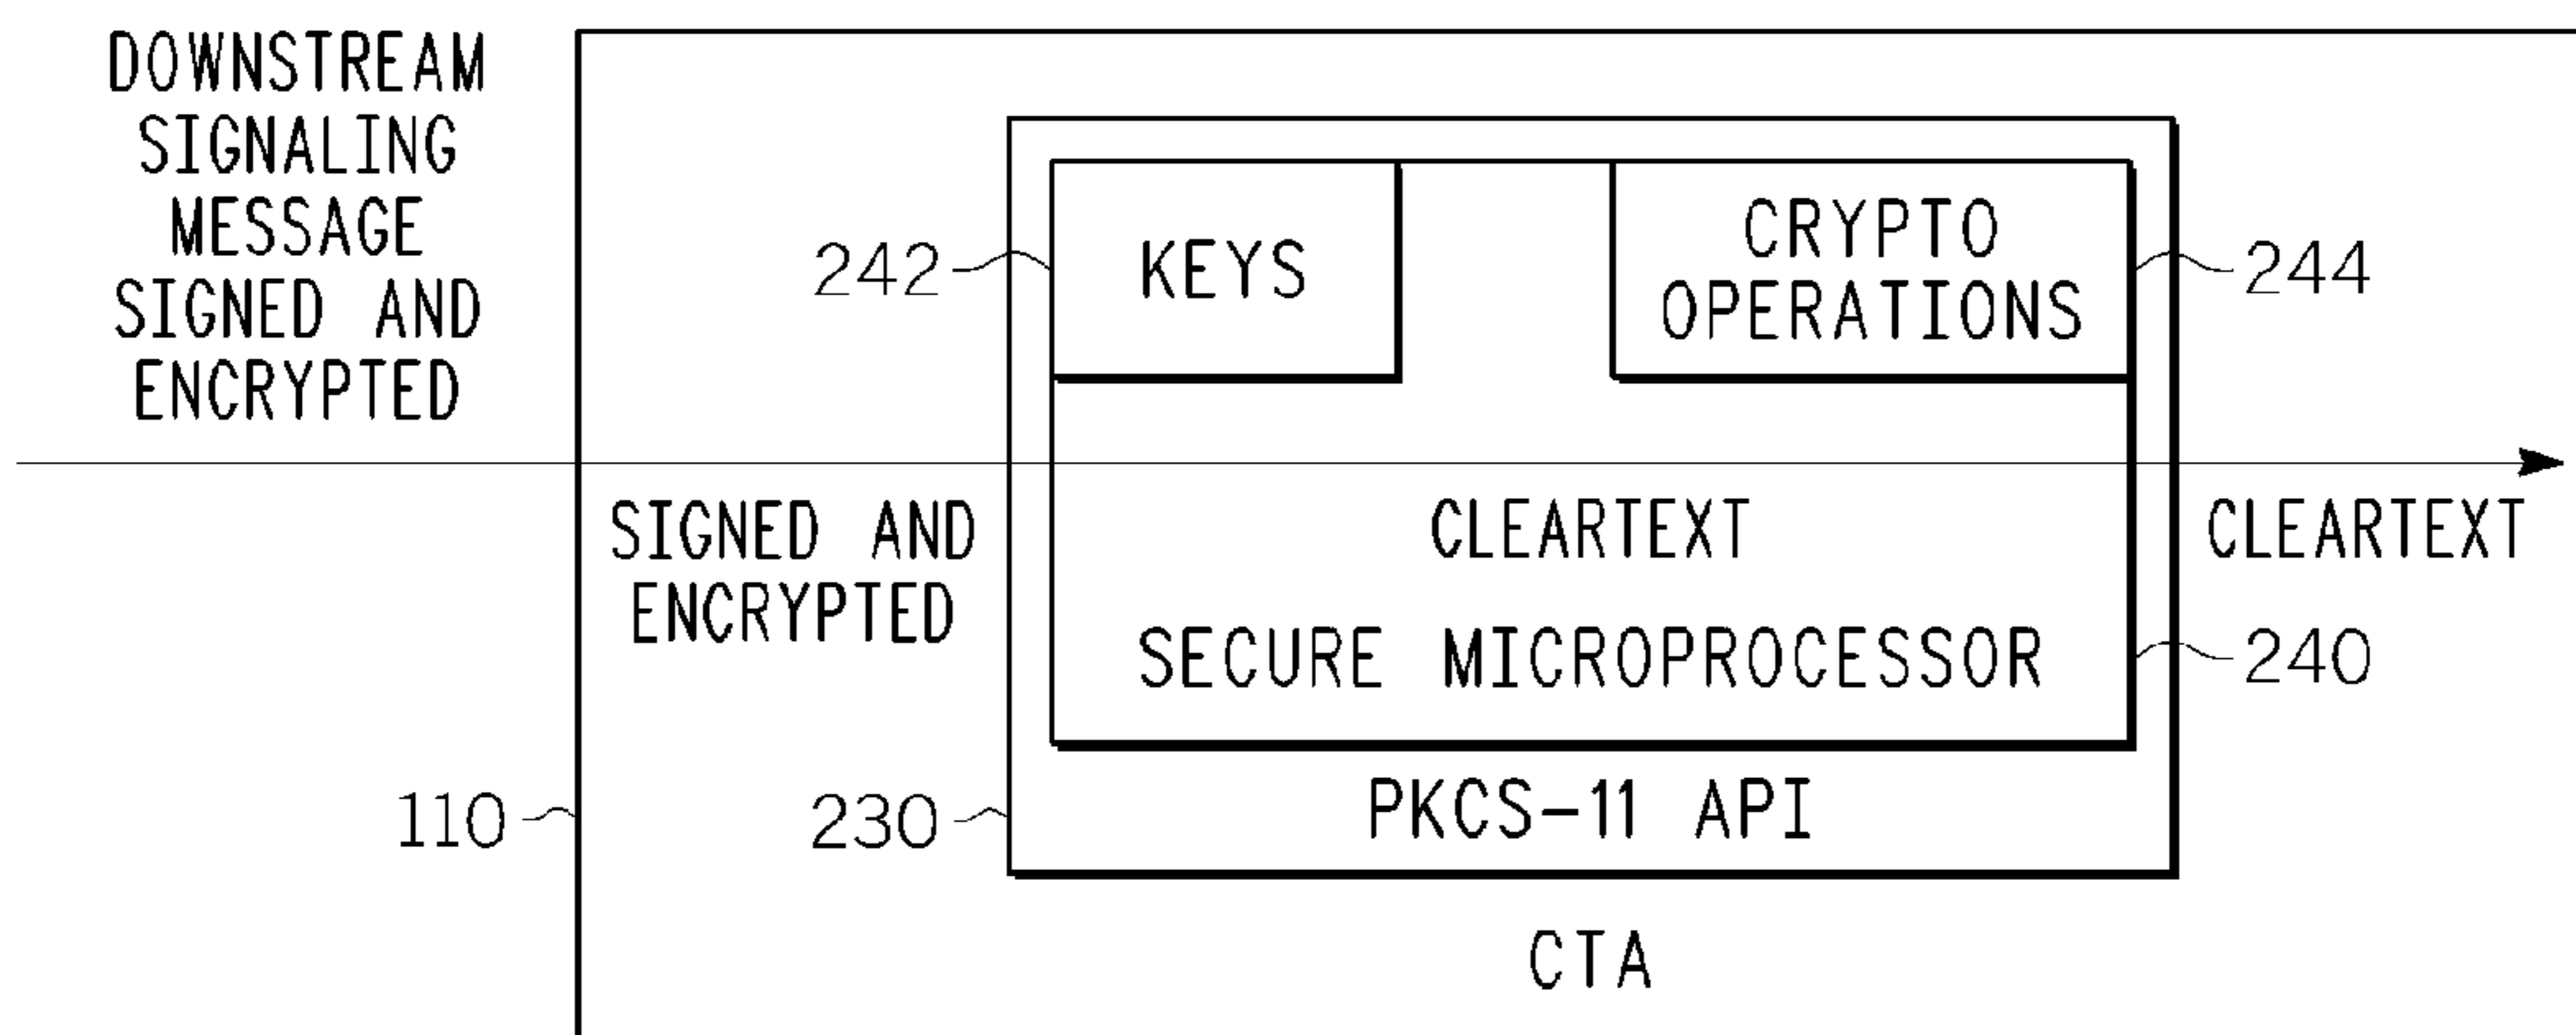 DOWNSTREAM
SIGNALING
MESSAGE
SIGNED AND
ENCRYPTED
242
KEYS
CRYPTO
OPERATIONS
244
SIGNED AND
ENCRYPTED
CLEARTEXT
CLEARTEXT
SECURE MICROPROCESSOR
240
110
230
PKCS-11 API
CTA